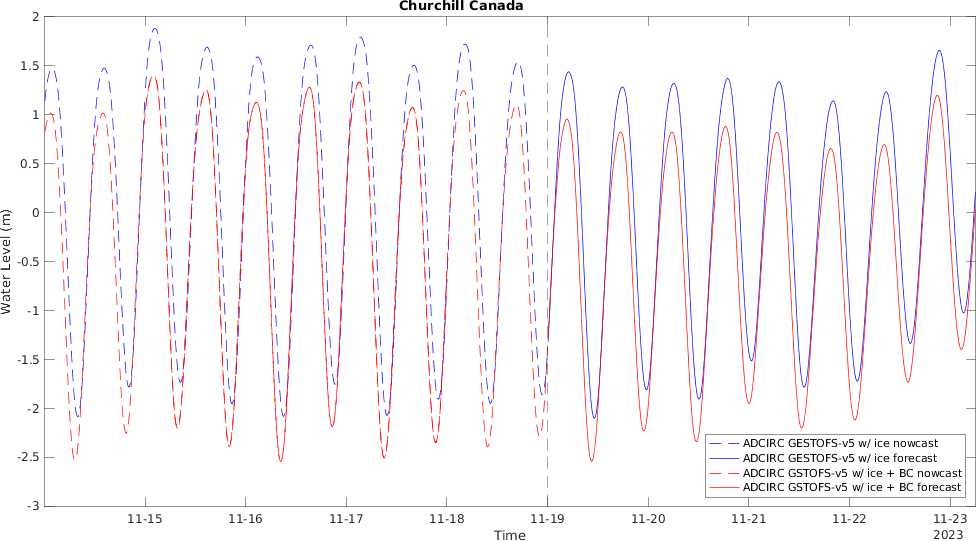 Churchill Canada
2
1.5
1
0.5
0
-0.5
-1
-1.5
-2
-2.5
-3
Water Level (m)
11-15 11-16 11-17 11-18 11-19 11-20 11-21 11-22 11-23
Time
2023
ADCIRC GESTOFS-v5 w/ ice nowcast
ADCIRC GESTOFS-v5 w/ ice forecast
ADCIRC GSTOFS-v5 w/ ice + BC nowcast
ADCIRC GSTOFS-v5 w/ ice + BC forecast